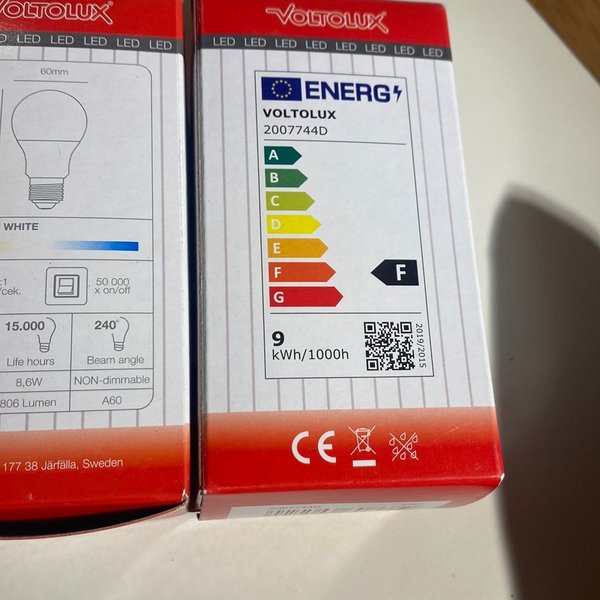 VOLTOLUX
LED LED LED LED LED LED
60mm
WHITE
50 000
x on/off
15.000
Life hours
240°
Beam angle
8,6W
NON-dimmable
806 Lumen
A60
177 38 Järfälla, Sweden
VOLTOLUX
LED LED LED LED LED LED LED LED
ENERG
VOLTOLUX
2007744D
A
B
C
D
E
F
G
F
9
kWh/1000h
2019/2015
CE